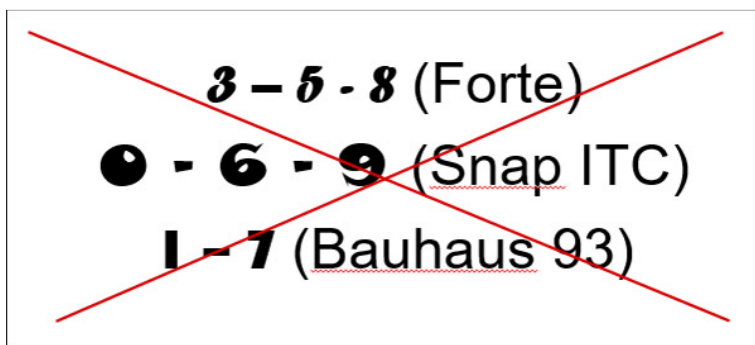 3 – 5 - 8 (Forte)
0 - 6 - 9 (Snap ITC)
1 - 7 (Bauhaus 93)